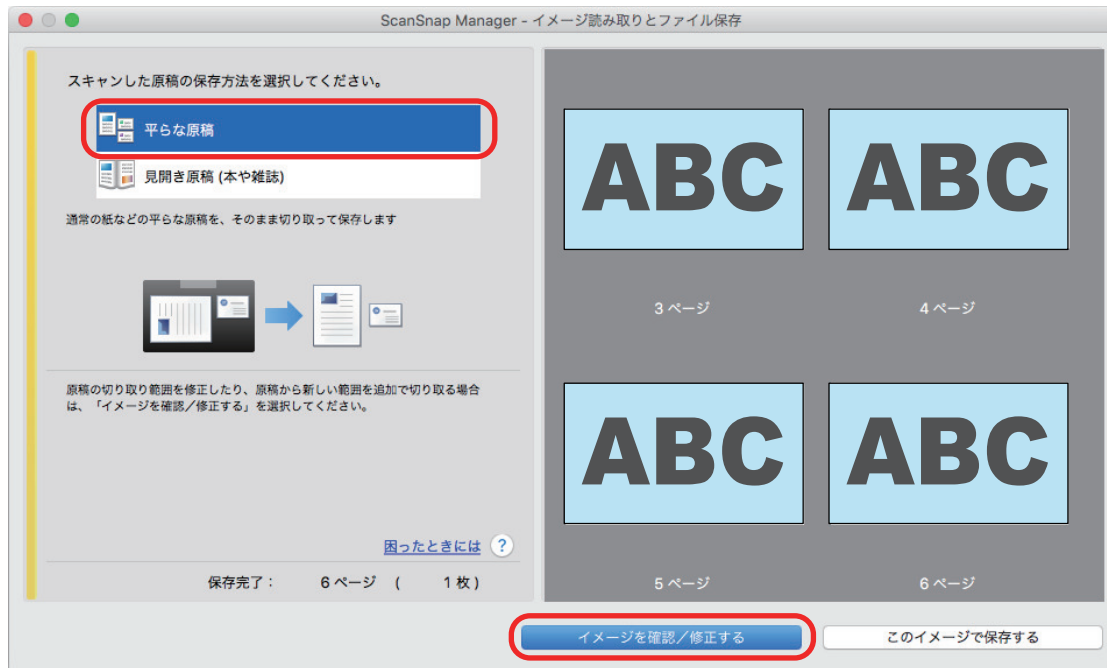 ScanSnap Manager - イメージ読み取りとファイル保存
スキャンした原稿の保存方法を選択してください。
平らな原稿
見開き原稿 (本や雑誌)
通常の紙などの平らな原稿を、そのまま切り取って保存します
原稿の切り取り範囲を修正したり、原稿から新しい範囲を追加で切り取る場合
は、「イメージを確認／修正する」を選択してください。
困ったときには ?
保存完了： 6 ページ ( 1 枚 )
ABC
ABC
3 ページ
4 ページ
ABC
ABC
5 ページ
6 ページ
イメージを確認／修正する
このイメージで保存する